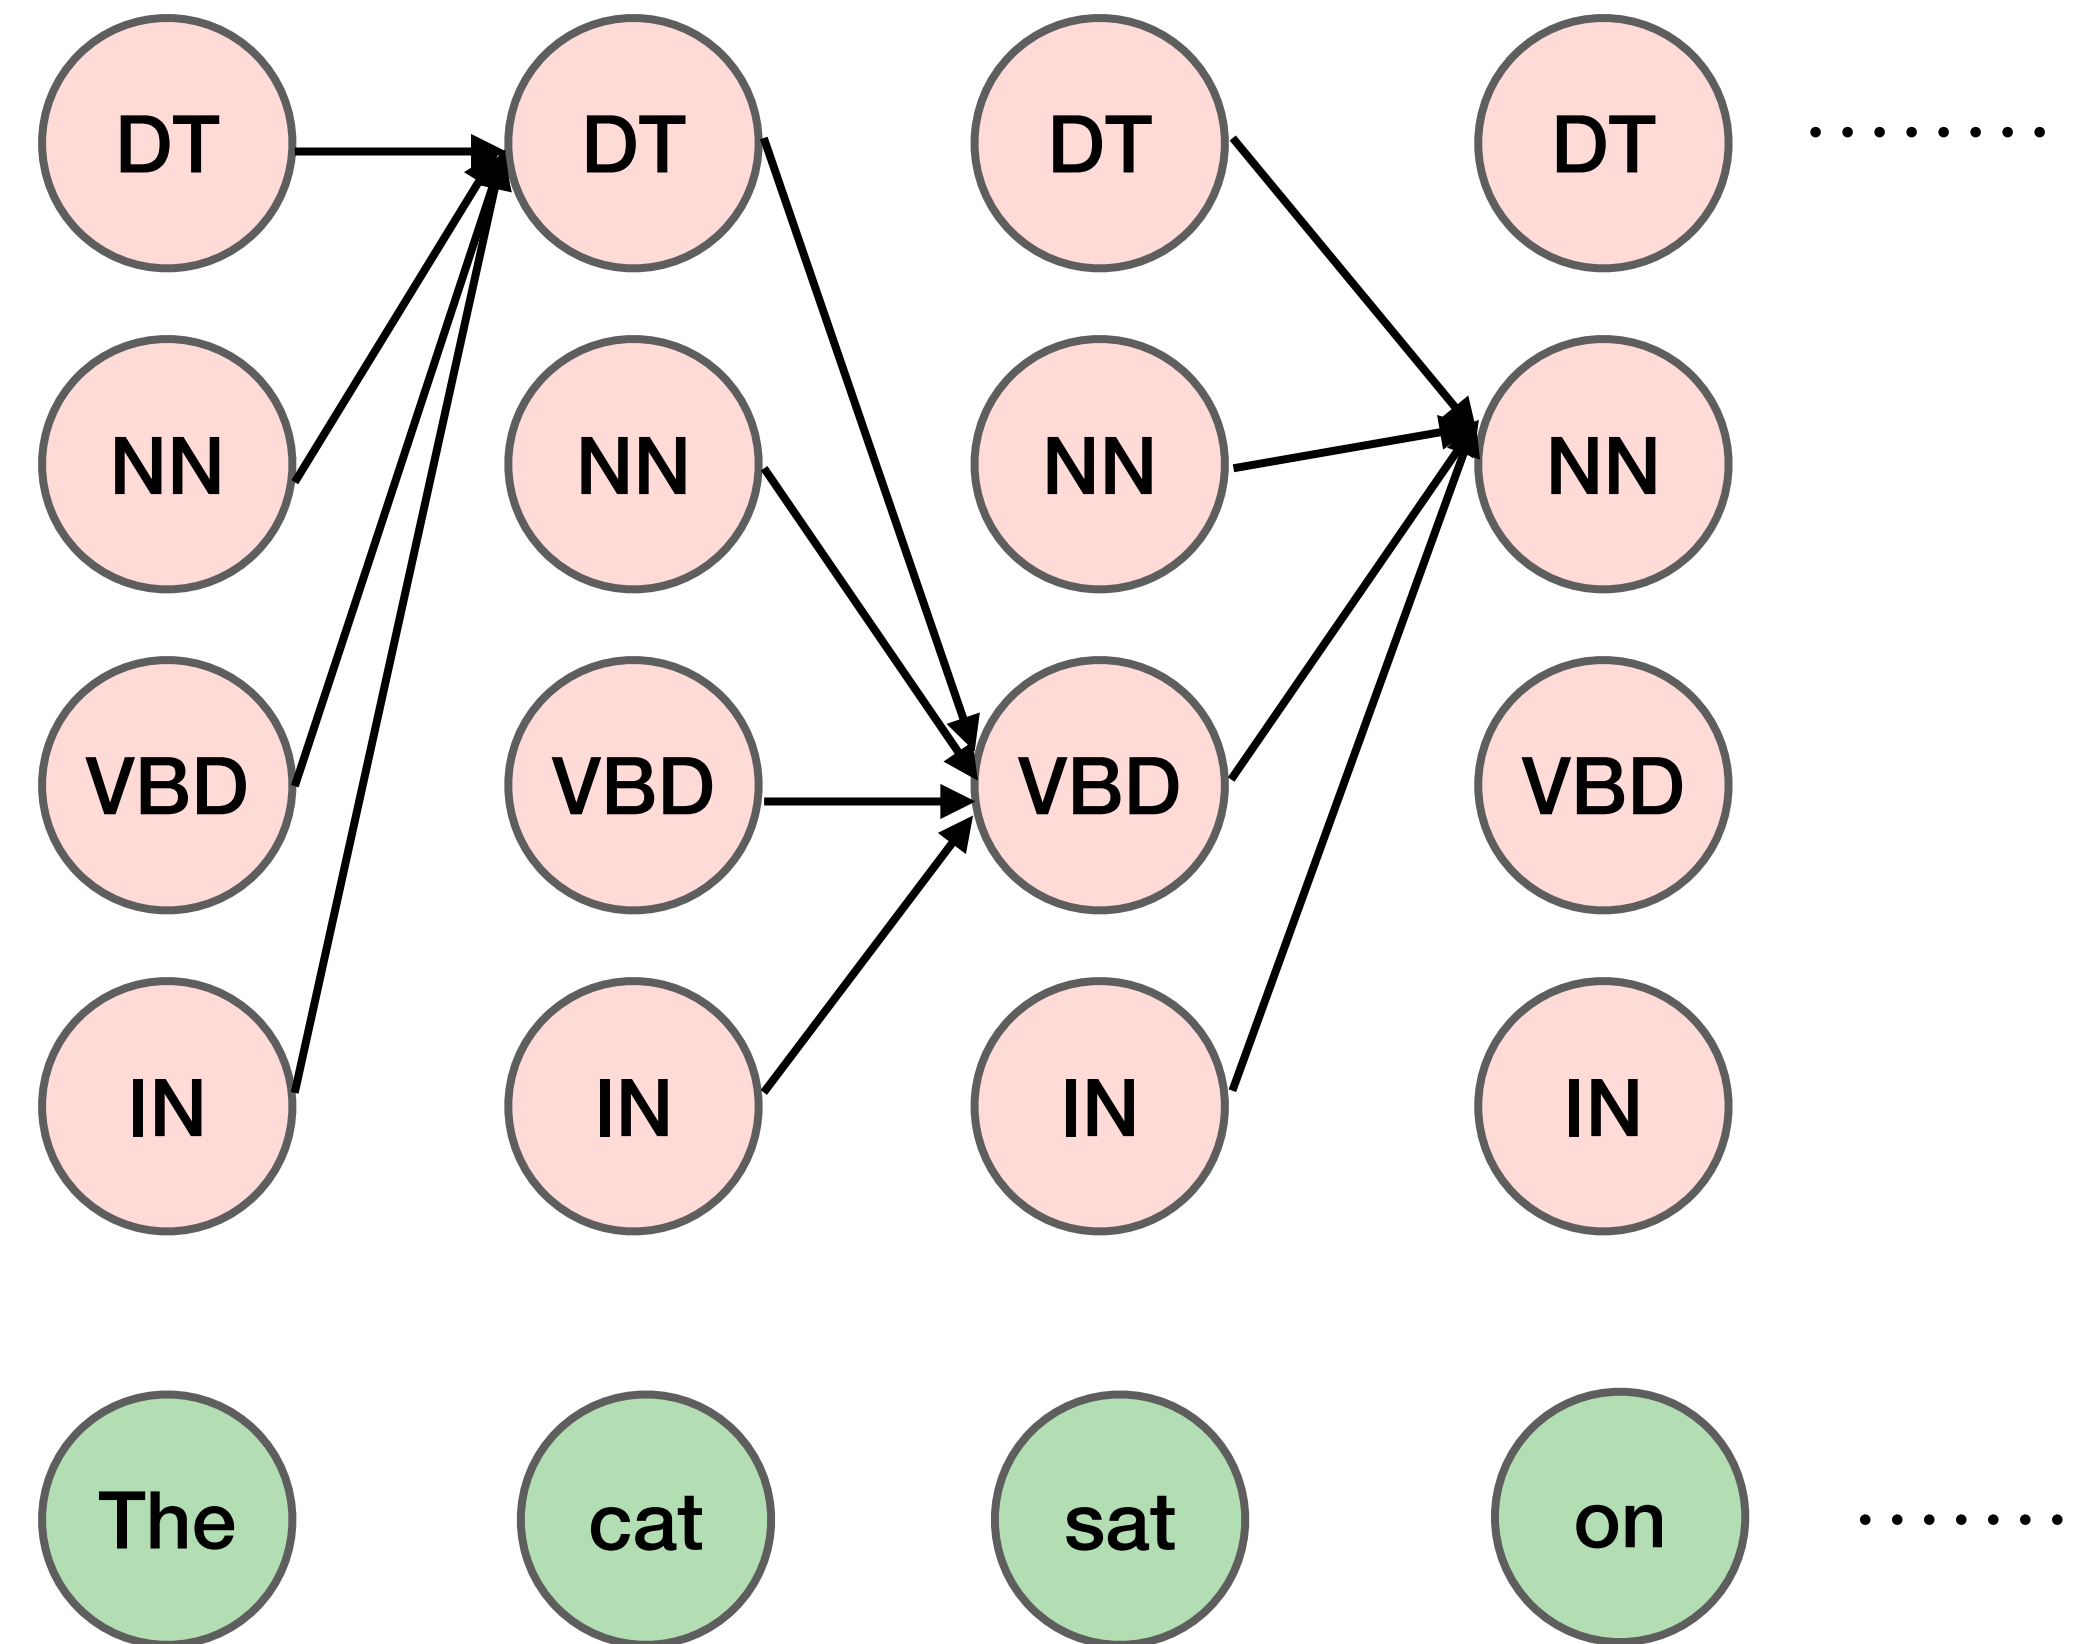 DT DT DT DT
NN NN NN NN
VBD VBD VBD VBD
IN IN IN IN
The cat sat on